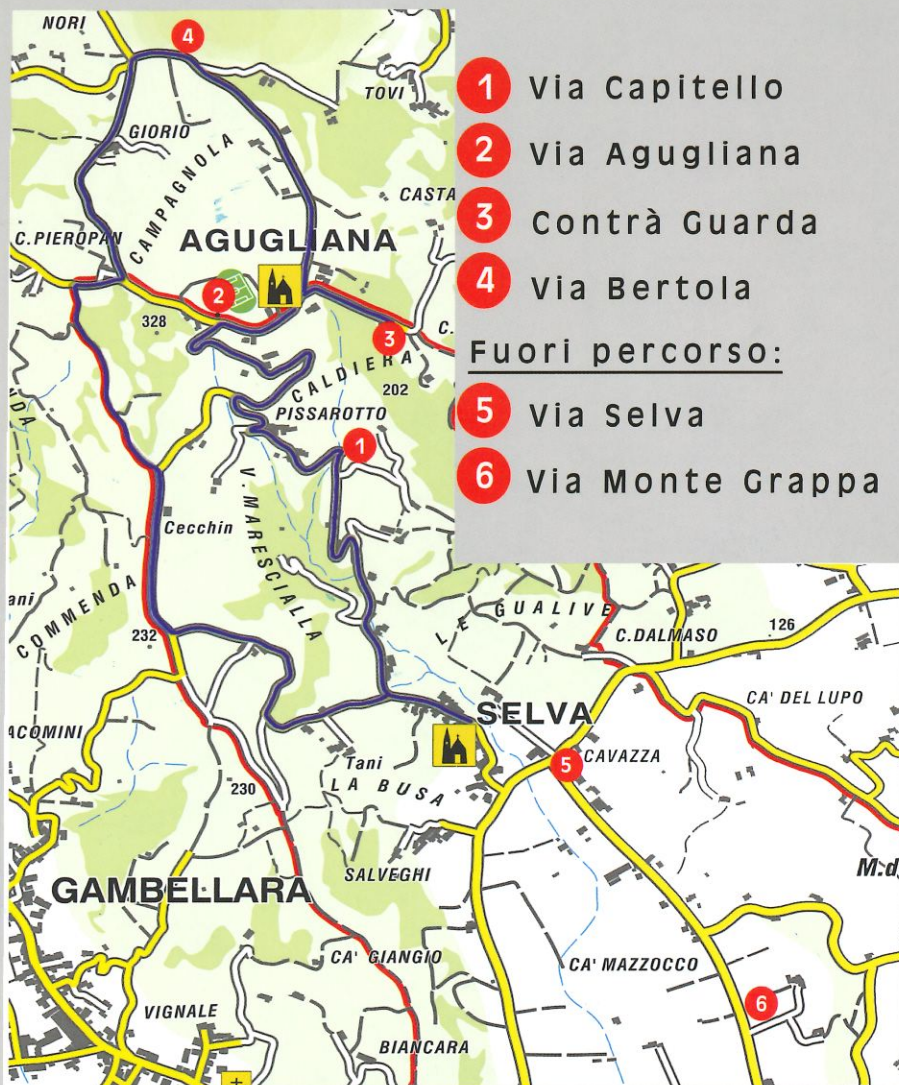 NORI
4
TOVI
GIORIO
CAMPAGNOLA
CASTA
C.PIEROPAN
AGUGLIANA
2
328
3
C.
CALDIERA
202
PISSAROTTO
1
V. MARESCIALLA
Cecchin
COMMENDA
ani
232
ACOMINI
230
Tani
LA BUSA
SALVEGHI
GAMBELLARA
CA' GIANGIO
VIGNALE
BIANCARA
SELVA
LE GUALIVE
C.DALMASO
126
CA' DEL LUPO
5
CAVAZZA
M.d
CA' MAZZOCCO
6
1 Via Capitello
2 Via Agugliana
3 Contrà Guarda
4 Via Bertola
Fuori percorso:
5 Via Selva
6 Via Monte Grappa